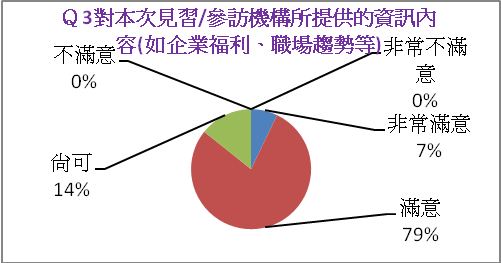 Q3對本次見習/參訪機構所提供的資訊內
容(如企業福利、職場趨勢等)
不滿意
0%
非常不滿
意
0%
非常滿意
7%
尚可
14%
滿意
79%